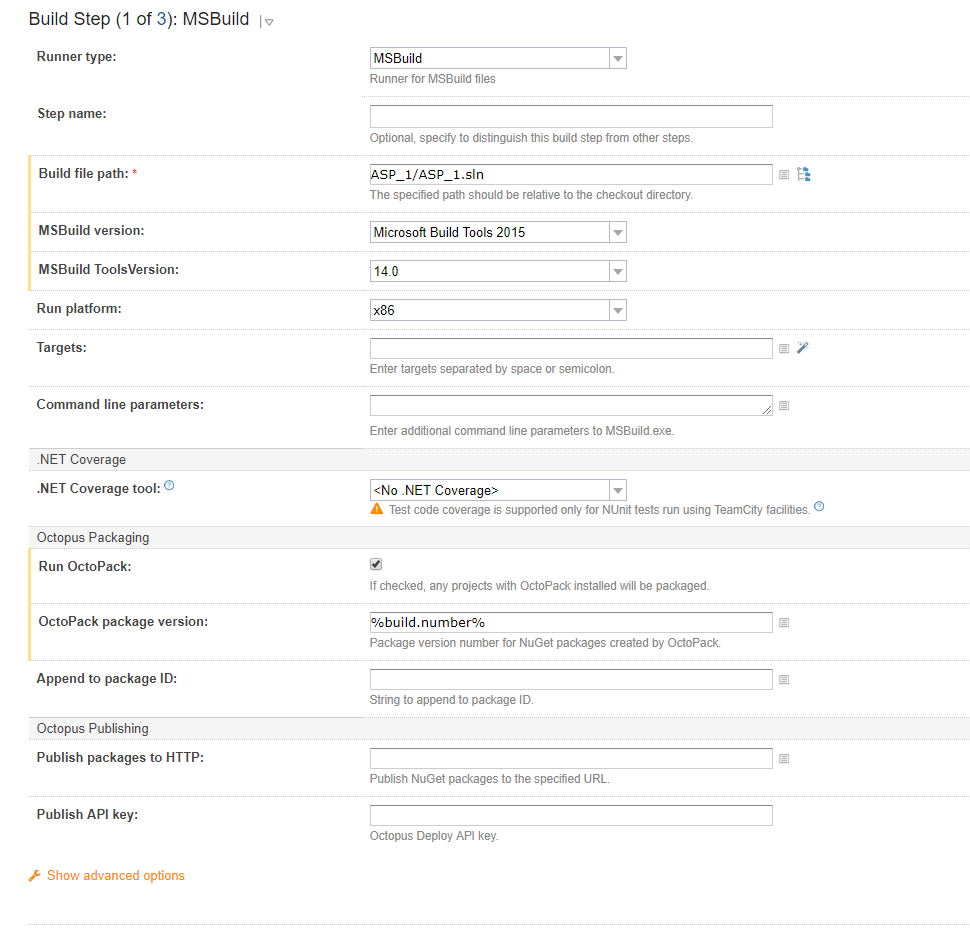 Build Step (1 of 3): MSBuild
Runner type:
MSBuild
Runner for MSBuild files
Step name:
Optional, specify to distinguish this build step from other steps.
Build file path: *
ASP_1/ASP_1.sln
The specified path should be relative to the checkout directory.
MSBuild version:
Microsoft Build Tools 2015
MSBuild ToolsVersion:
14.0
Run platform:
x86
Targets:
Enter targets separated by space or semicolon.
Command line parameters:
Enter additional command line parameters to MSBuild.exe.
.NET Coverage
.NET Coverage tool:
<No .NET Coverage>
Test code coverage is supported only for NUnit tests run using TeamCity facilities.
Octopus Packaging
Run OctoPack:
If checked, any projects with OctoPack installed will be packaged.
OctoPack package version:
%build.number%
Package version number for NuGet packages created by OctoPack.
Append to package ID:
String to append to package ID.
Octopus Publishing
Publish packages to HTTP:
Publish NuGet packages to the specified URL.
Publish API key:
Octopus Deploy API key.
Show advanced options